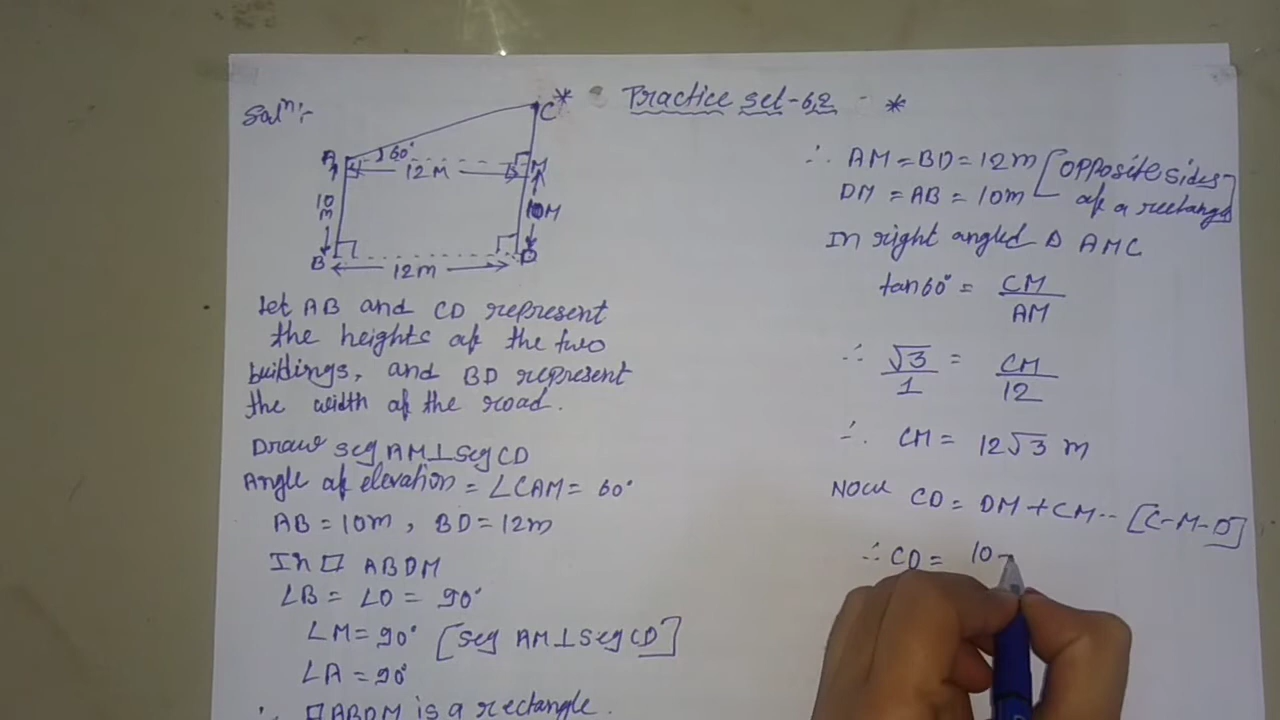 * Practice set-6.2 *
Solⁿ:-
C
A 60° M
12 M
10 m
10M
B D
12m
Let AB and CD represent
the heights of the two
buildings, and BD represent
the width of the road.
Draw seg AM⊥seg CD
Angle of elevation = ∠CAM = 60°
AB = 10m, BD = 12m
In □ ABDM
∠B = ∠D = 90°
∠M = 90° [seg AM⊥seg CD]
∠A = 90°
∴ □ABDM is a rectangle.
∴ AM = BD = 12m [opposite sides
DM = AB = 10m of a rectangle]
In right angled Δ AMC
tan60° = CM/AM
∴ √3/1 = CM/12
∴ CM = 12√3 m
Now CD = DM + CM-- [C-M-D]
∴ CD = 10